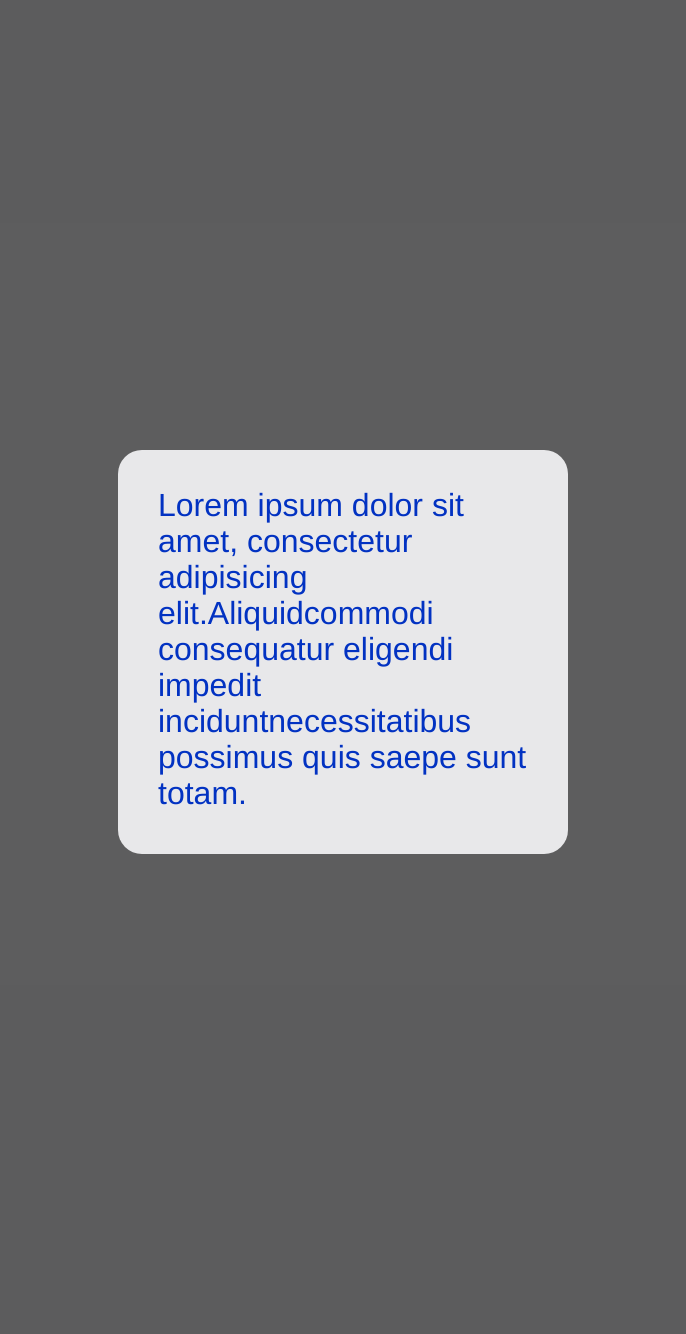 Lorem ipsum dolor sit
amet, consectetur
adipisicing
elit.Aliquidcommodi
consequatur eligendi
impedit
inciduntnecessitatibus
possimus quis saepe sunt
totam.